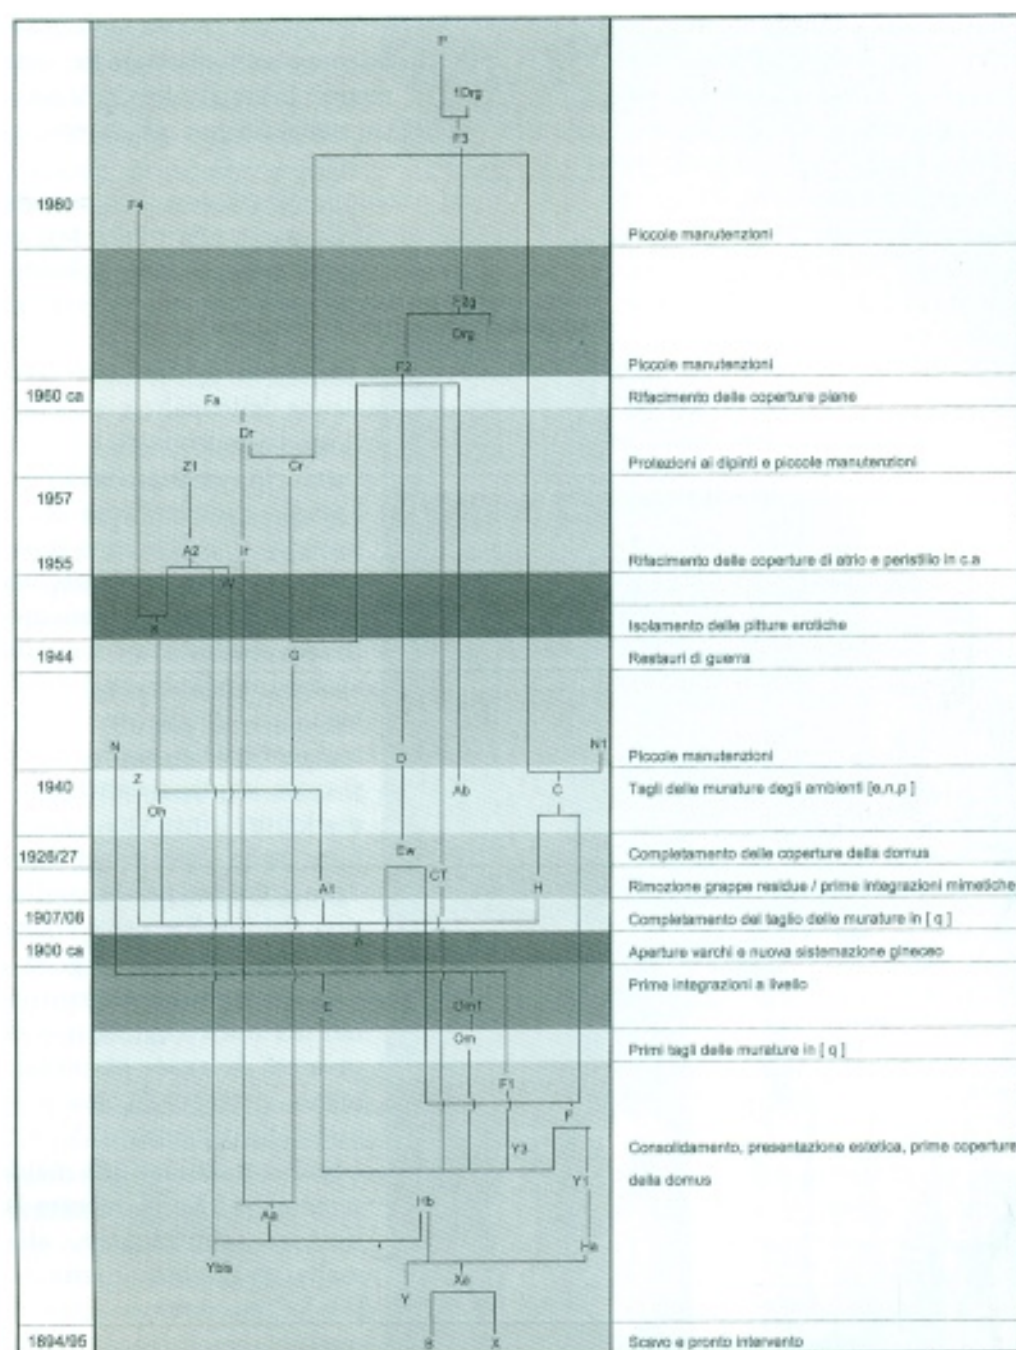 1Drg
F3
1980
F4
Piccole manutenzioni
F2g
Drg
Piccole manutenzioni
F2
1960 ca
Fa
Rifacimento delle coperture piane
Dr
Z1
Cr
Protezioni ai dipinti e piccole manutenzioni
1957
A2
Ir
1955
Rifacimento delle coperture di atrio e peristilio in c.a
Isolamento delle pitture erotiche
1944
G
Restauri di guerra
N
N1
D
Piccole manutenzioni
1940
Z
Ab
C
Tagli delle murature degli ambienti [e,n,p ]
Oh
1926/27
Ew
Completamento delle coperture della domus
CT
A1
H
Rimozione grappe residue / prime integrazioni mimetiche
1907/08
Completamento del taglio delle murature in [ q ]
A
1900 ca
Aperture varchi e nuova sistemazione gineceo
Prime integrazioni a livello
E
Om1
Om
Primi tagli delle murature in [ q ]
F1
F
Y3
Consolidamento, presentazione estetica, prime coperture
Y1
della domus
Hb
Aa
Ha
Ybis
Xe
Y
B
X
1894/95
Scavo e pronto intervento